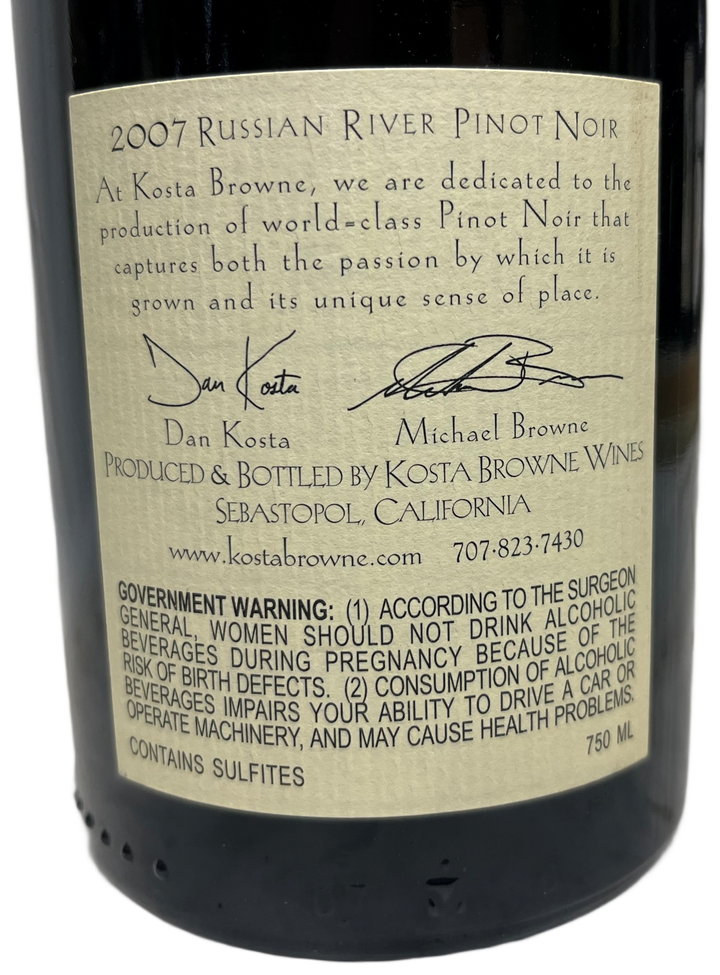 2007 Russian River Pinot Noir
At Kosta Browne, we are dedicated to the
production of world-class Pinot Noir that
captures both the passion by which it is
grown and its unique sense of place.
Dan Kosta
Dan Kosta Michael Browne
Produced & Bottled by Kosta Browne Wines
Sebastopol, California
www.kostabrowne.com 707·823·7430
GOVERNMENT WARNING: (1) ACCORDING TO THE SURGEON
GENERAL, WOMEN SHOULD NOT DRINK ALCOHOLIC
BEVERAGES DURING PREGNANCY BECAUSE OF THE
RISK OF BIRTH DEFECTS. (2) CONSUMPTION OF ALCOHOLIC
BEVERAGES IMPAIRS YOUR ABILITY TO DRIVE A CAR OR
OPERATE MACHINERY, AND MAY CAUSE HEALTH PROBLEMS.
CONTAINS SULFITES 750 ML